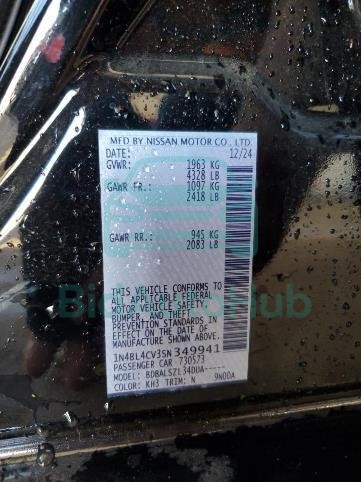 MFD BY NISSAN MOTOR CO., LTD.
DATE: 12/24
GVWR: 1963 KG
4328 LB
GAWR FR.: 1097 KG
2418 LB
GAWR RR.: 945 KG
2083 LB
THIS VEHICLE CONFORMS TO
ALL APPLICABLE FEDERAL
MOTOR VEHICLE SAFETY,
BUMPER, AND THEFT
PREVENTION STANDARDS IN
EFFECT ON THE DATE OF
MANUFACTURE SHOWN ABOVE.
1N4BL4CV3SN349941
PASSENGER CAR 730573
MODEL: BDBALSZL34DUA-----
COLOR: KH3 TRIM: N 9N00A